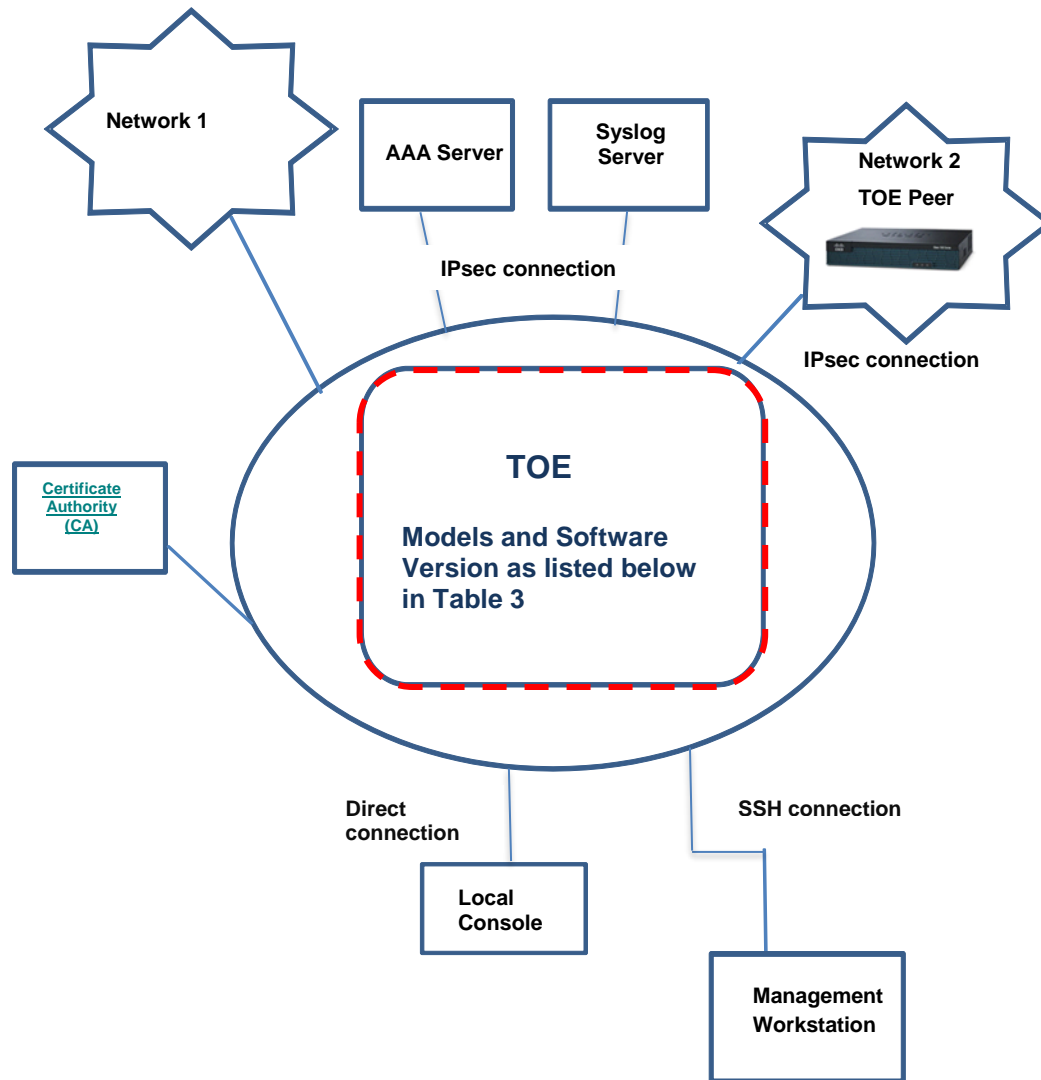 Network 1
AAA Server
Syslog
Server
Network 2
TOE Peer
IPsec connection
IPsec connection
TOE
Models and Software
Version as listed below
in Table 3
Certificate
Authority
(CA)
Direct
connection
SSH connection
Local
Console
Management
Workstation